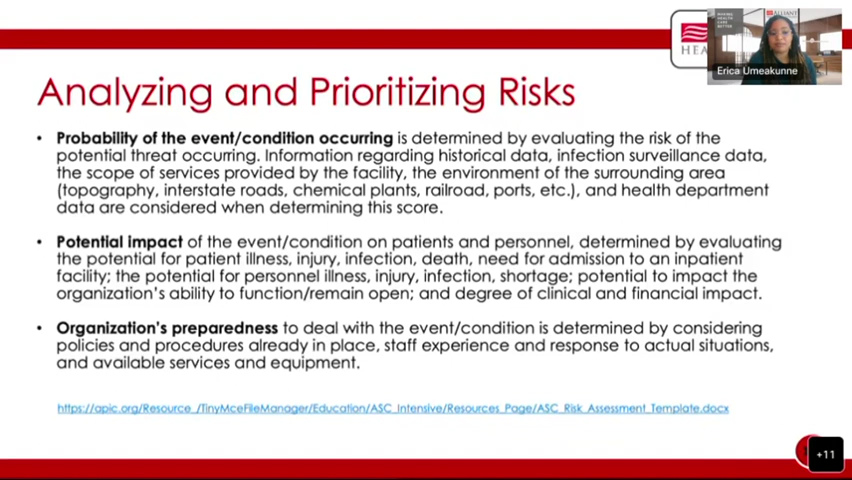 MAKING
HEALTH
CARE
BETTER
ALLIANT
HEA
Erica Umeakunne
Analyzing and Prioritizing Risks
• Probability of the event/condition occurring is determined by evaluating the risk of the
potential threat occurring. Information regarding historical data, infection surveillance data,
the scope of services provided by the facility, the environment of the surrounding area
(topography, interstate roads, chemical plants, railroad, ports, etc.), and health department
data are considered when determining this score.
• Potential impact of the event/condition on patients and personnel, determined by evaluating
the potential for patient illness, injury, infection, death, need for admission to an inpatient
facility; the potential for personnel illness, injury, infection, shortage; potential to impact the
organization's ability to function/remain open; and degree of clinical and financial impact.
• Organization's preparedness to deal with the event/condition is determined by considering
policies and procedures already in place, staff experience and response to actual situations,
and available services and equipment.
https://apic.org/Resource_/TinyMceFileManager/Education/ASC_Intensive/Resources_Page/ASC_Risk_Assessment_Template.docx
+11